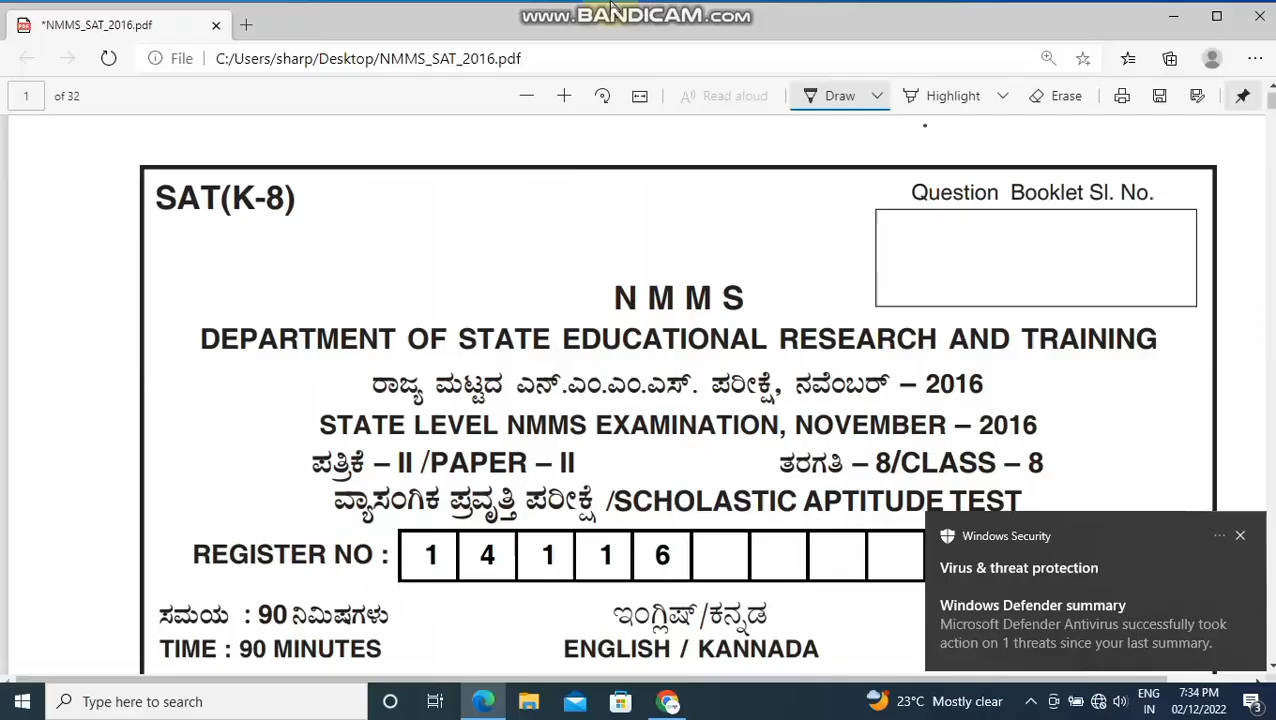 www.BANDICAM.com
*NMMS_SAT_2016.pdf
File C:/Users/sharp/Desktop/NMMS_SAT_2016.pdf
1 of 32 Read aloud Draw Highlight Erase
SAT(K-8)
Question Booklet Sl. No.
N M M S
DEPARTMENT OF STATE EDUCATIONAL RESEARCH AND TRAINING
ರಾಜ್ಯ ಮಟ್ಟದ ಎನ್.ಎಂ.ಎಂ.ಎಸ್. ಪರೀಕ್ಷೆ, ನವೆಂಬರ್ – 2016
STATE LEVEL NMMS EXAMINATION, NOVEMBER – 2016
ಪತ್ರಿಕೆ – II /PAPER – II ತರಗತಿ – 8/CLASS – 8
ವ್ಯಾಸಂಗಿಕ ಪ್ರವೃತ್ತಿ ಪರೀಕ್ಷೆ /SCHOLASTIC APTITUDE TEST
REGISTER NO : 1 4 1 1 6
ಸಮಯ : 90 ನಿಮಿಷಗಳು ಇಂಗ್ಲಿಷ್/ಕನ್ನಡ
TIME : 90 MINUTES ENGLISH / KANNADA
Windows Security
Virus & threat protection
Windows Defender summary
Microsoft Defender Antivirus successfully took
action on 1 threats since your last summary.
Type here to search
23°C Mostly clear
ENG
IN
7:34 PM
02/12/2022
3